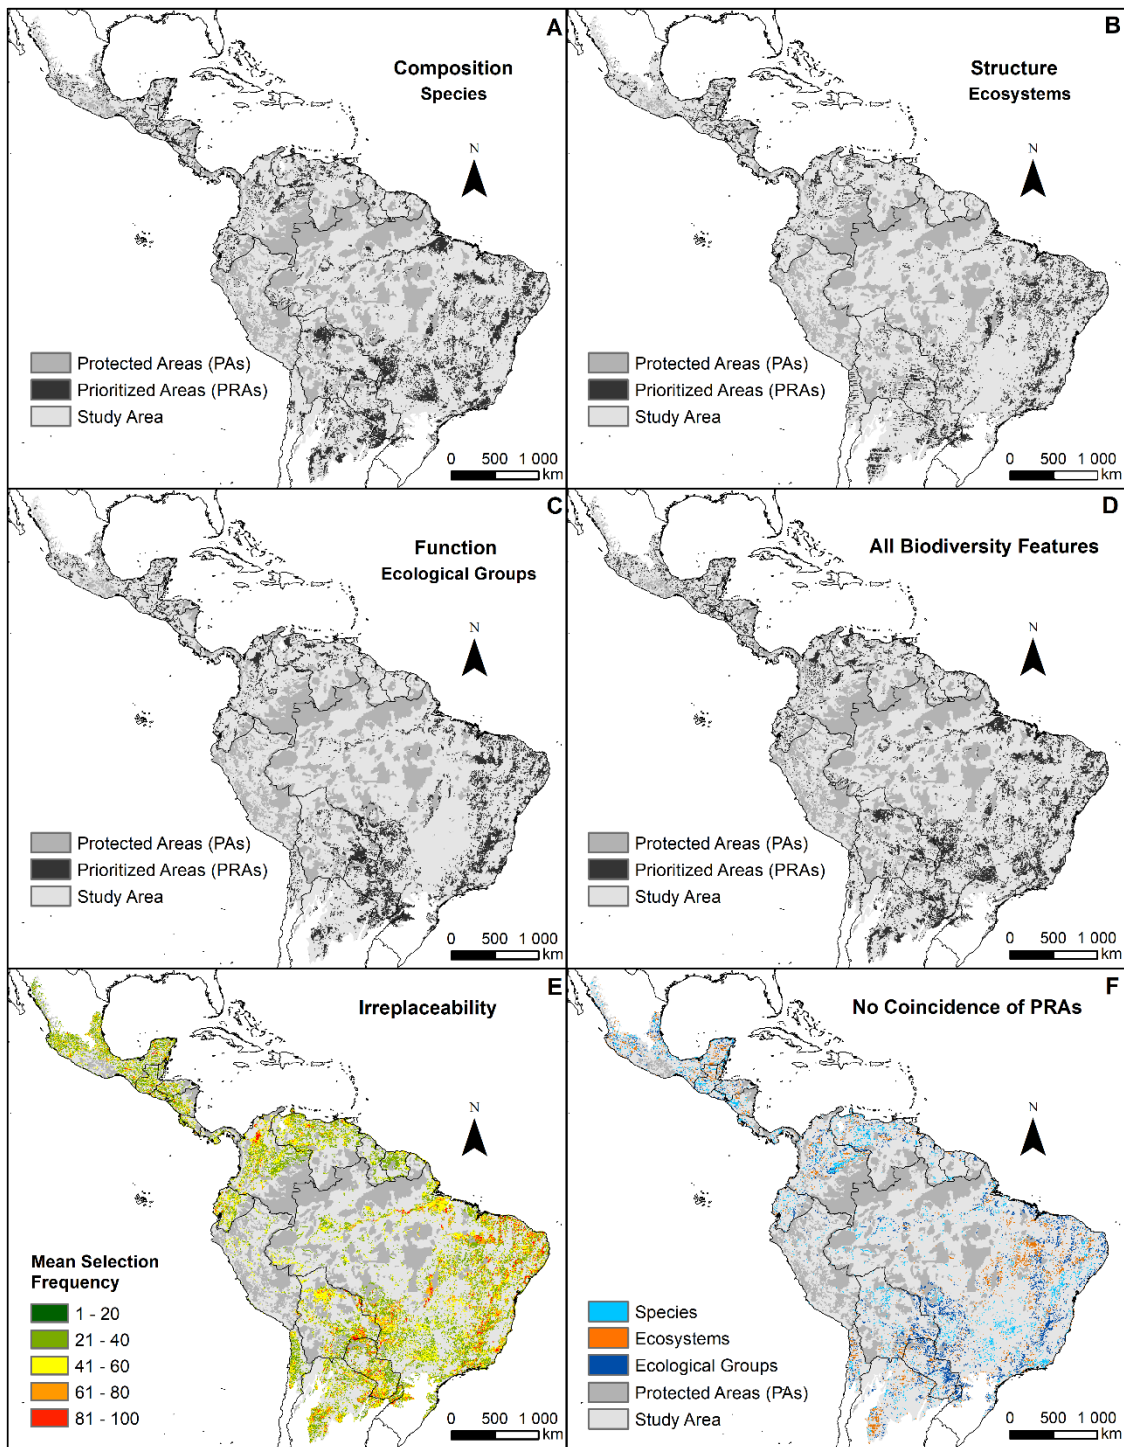 A
Composition
Species
N
Protected Areas (PAs)
Prioritized Areas (PRAs)
Study Area
0 500 1 000
km
B
Structure
Ecosystems
N
Protected Areas (PAs)
Prioritized Areas (PRAs)
Study Area
0 500 1 000
km
C
Function
Ecological Groups
N
Protected Areas (PAs)
Prioritized Areas (PRAs)
Study Area
0 500 1 000
km
D
All Biodiversity Features
N
Protected Areas (PAs)
Prioritized Areas (PRAs)
Study Area
0 500 1 000
km
E
Irreplaceability
N
Mean Selection
Frequency
1 - 20
21 - 40
41 - 60
61 - 80
81 - 100
0 500 1 000
km
F
No Coincidence of PRAs
N
Species
Ecosystems
Ecological Groups
Protected Areas (PAs)
Study Area
0 500 1 000
km